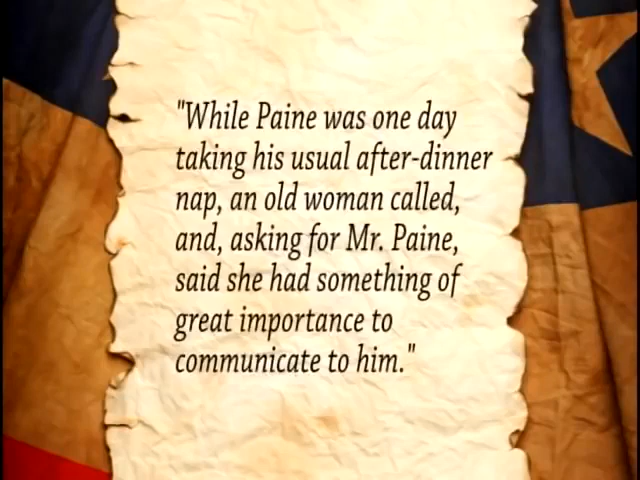 "While Paine was one day
taking his usual after-dinner
nap, an old woman called,
and, asking for Mr. Paine,
said she had something of
great importance to
communicate to him."